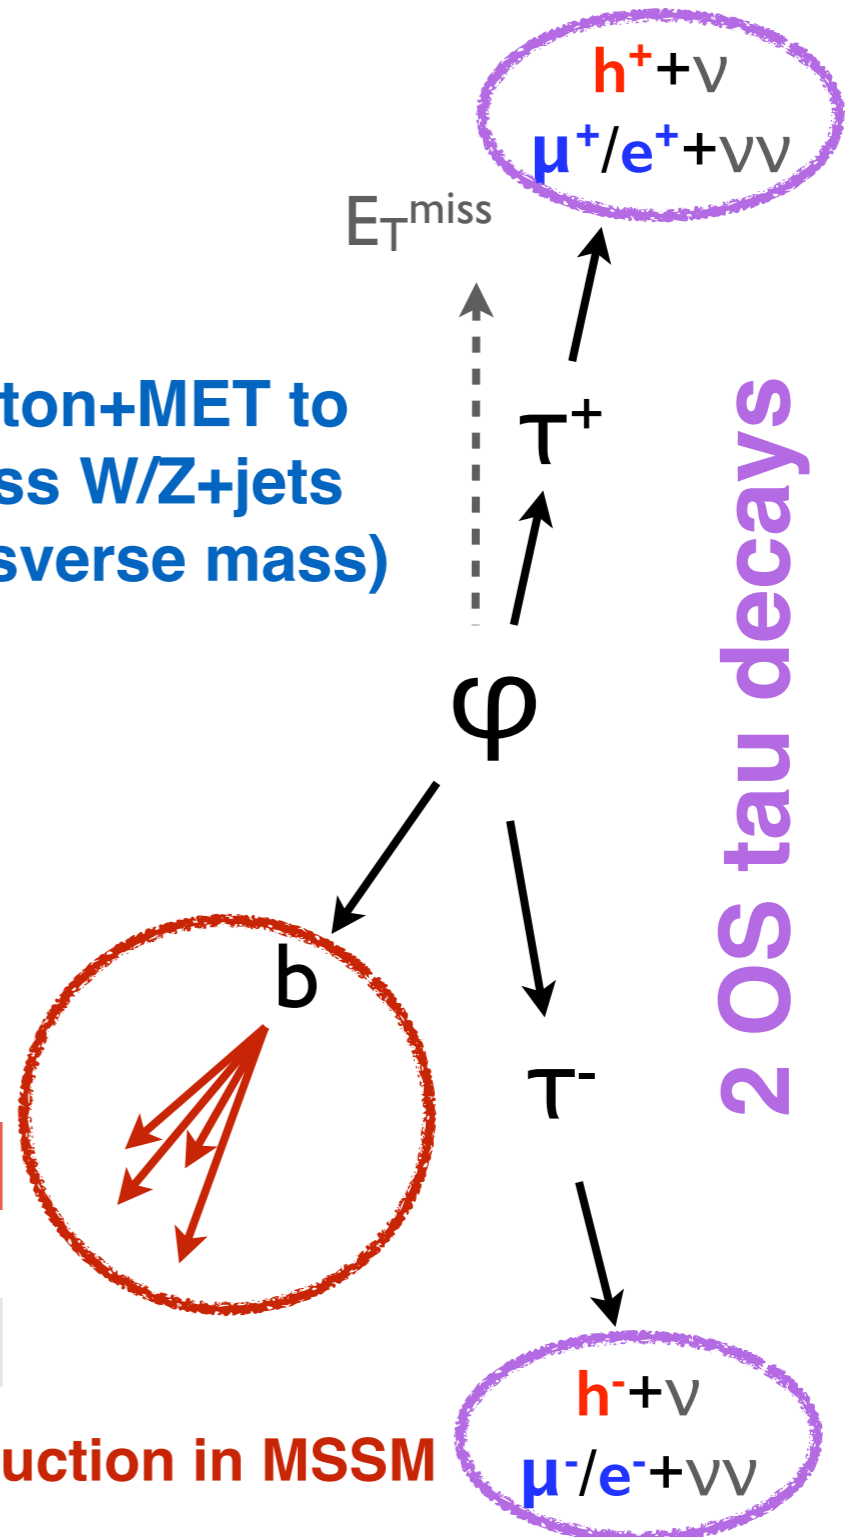 h⁺+ν
μ⁺/e⁺+νν
E_T^miss
ton+MET to
τ⁺
ss W/Z+jets
sverse mass)
2 OS tau decays
φ
b
τ⁻
h⁻+ν
uction in MSSM
μ⁻/e⁻+νν